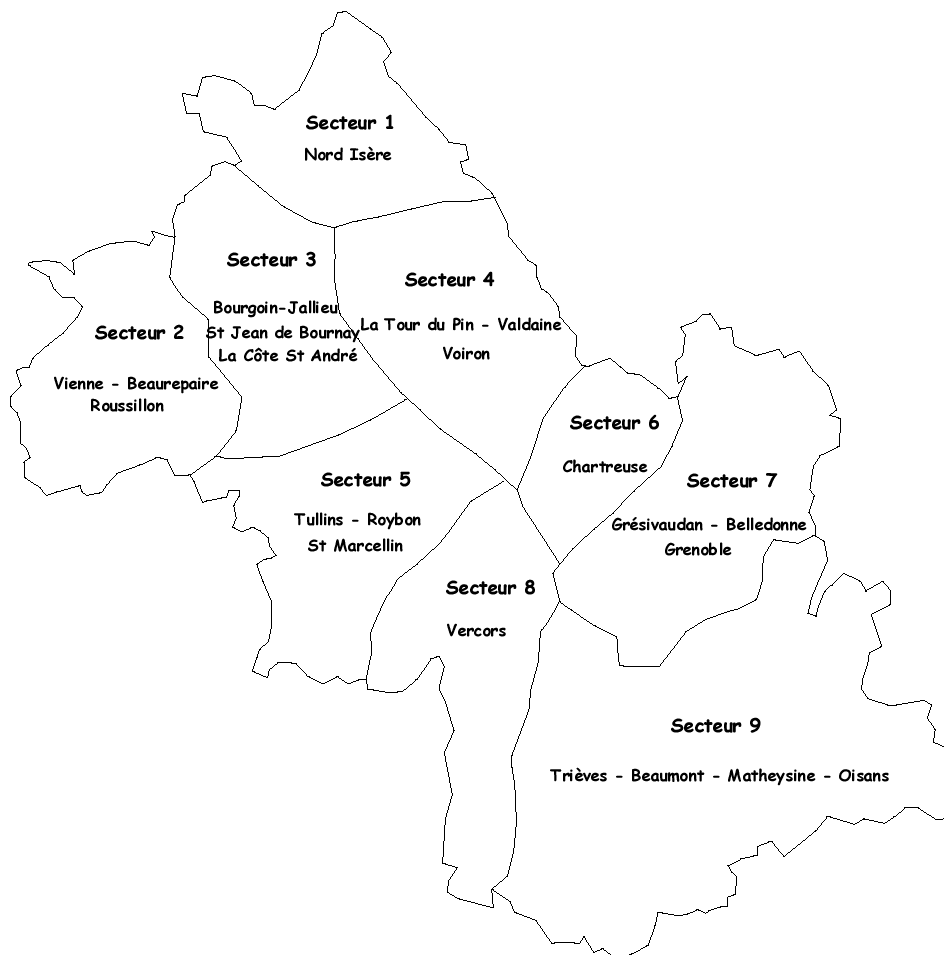 Secteur 1
Nord Isère
Secteur 3
Bourgoin-Jallieu
St Jean de Bournay
La Côte St André
Secteur 4
La Tour du Pin - Valdaine
Voiron
Secteur 2
Vienne - Beaurepaire
Roussillon
Secteur 6
Chartreuse
Secteur 5
Tullins - Roybon
St Marcellin
Secteur 7
Grésivaudan - Belledonne
Grenoble
Secteur 8
Vercors
Secteur 9
Trièves - Beaumont - Matheysine - Oisans